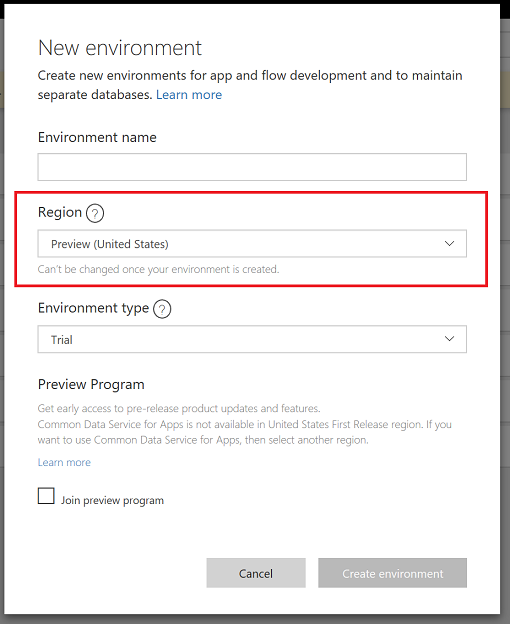 New environment
Create new environments for app and flow development and to maintain
separate databases. Learn more
Environment name
Region ?
Preview (United States)
Can't be changed once your environment is created.
Environment type ?
Trial
Preview Program
Get early access to pre-release product updates and features.
Common Data Service for Apps is not available in United States First Release region. If you
want to use Common Data Service for Apps, then select another region.
Learn more
Join preview program
Cancel
Create environment